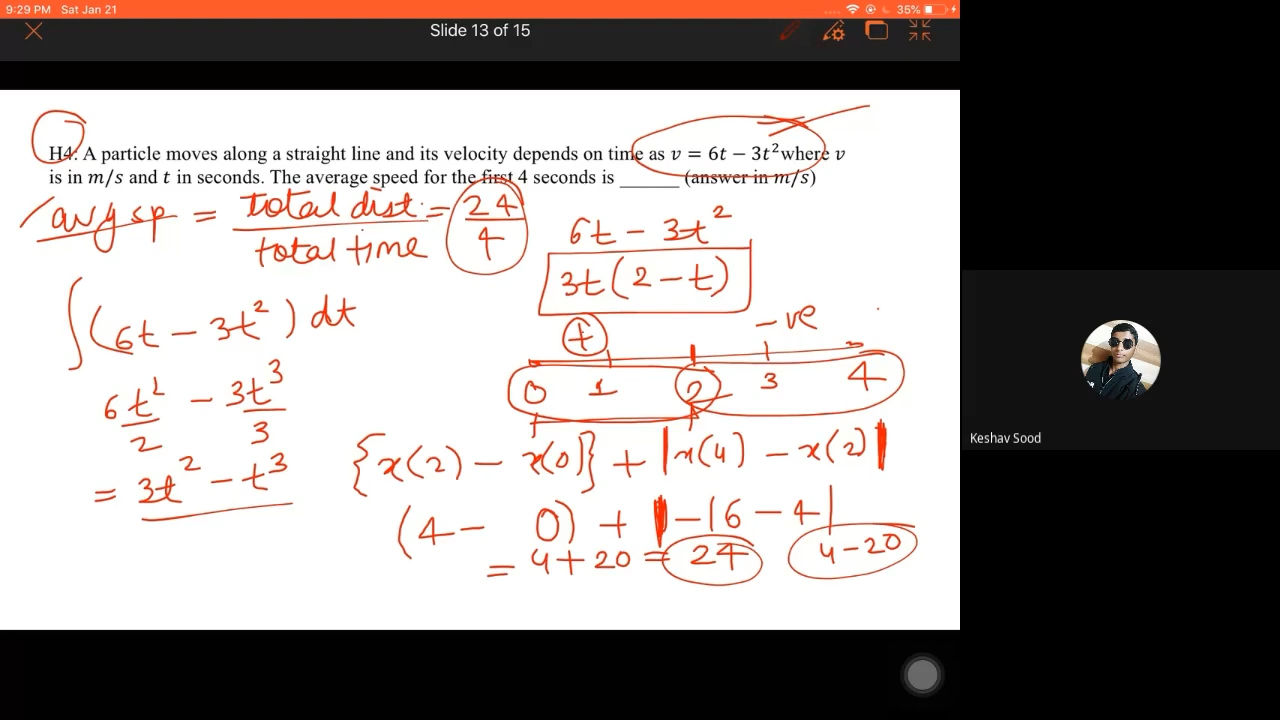 9:29 PM Sat Jan 21
35%
Slide 13 of 15
H4: A particle moves along a straight line and its velocity depends on time as v = 6t − 3t² where v
is in m/s and t in seconds. The average speed for the first 4 seconds is ______ (answer in m/s)
avg sp = total dist. / total time = 24/4
6t − 3t²
3t(2 − t)
∫(6t − 3t²) dt
+ −ve
0 1 2 3 4
6t²/2 − 3t³/3
= 3t² − t³
{x(2) − x(0)} + |x(4) − x(2)|
(4 − 0) + |−16 − 4|
= 4 + 20 = 24
4 − 20
Keshav Sood